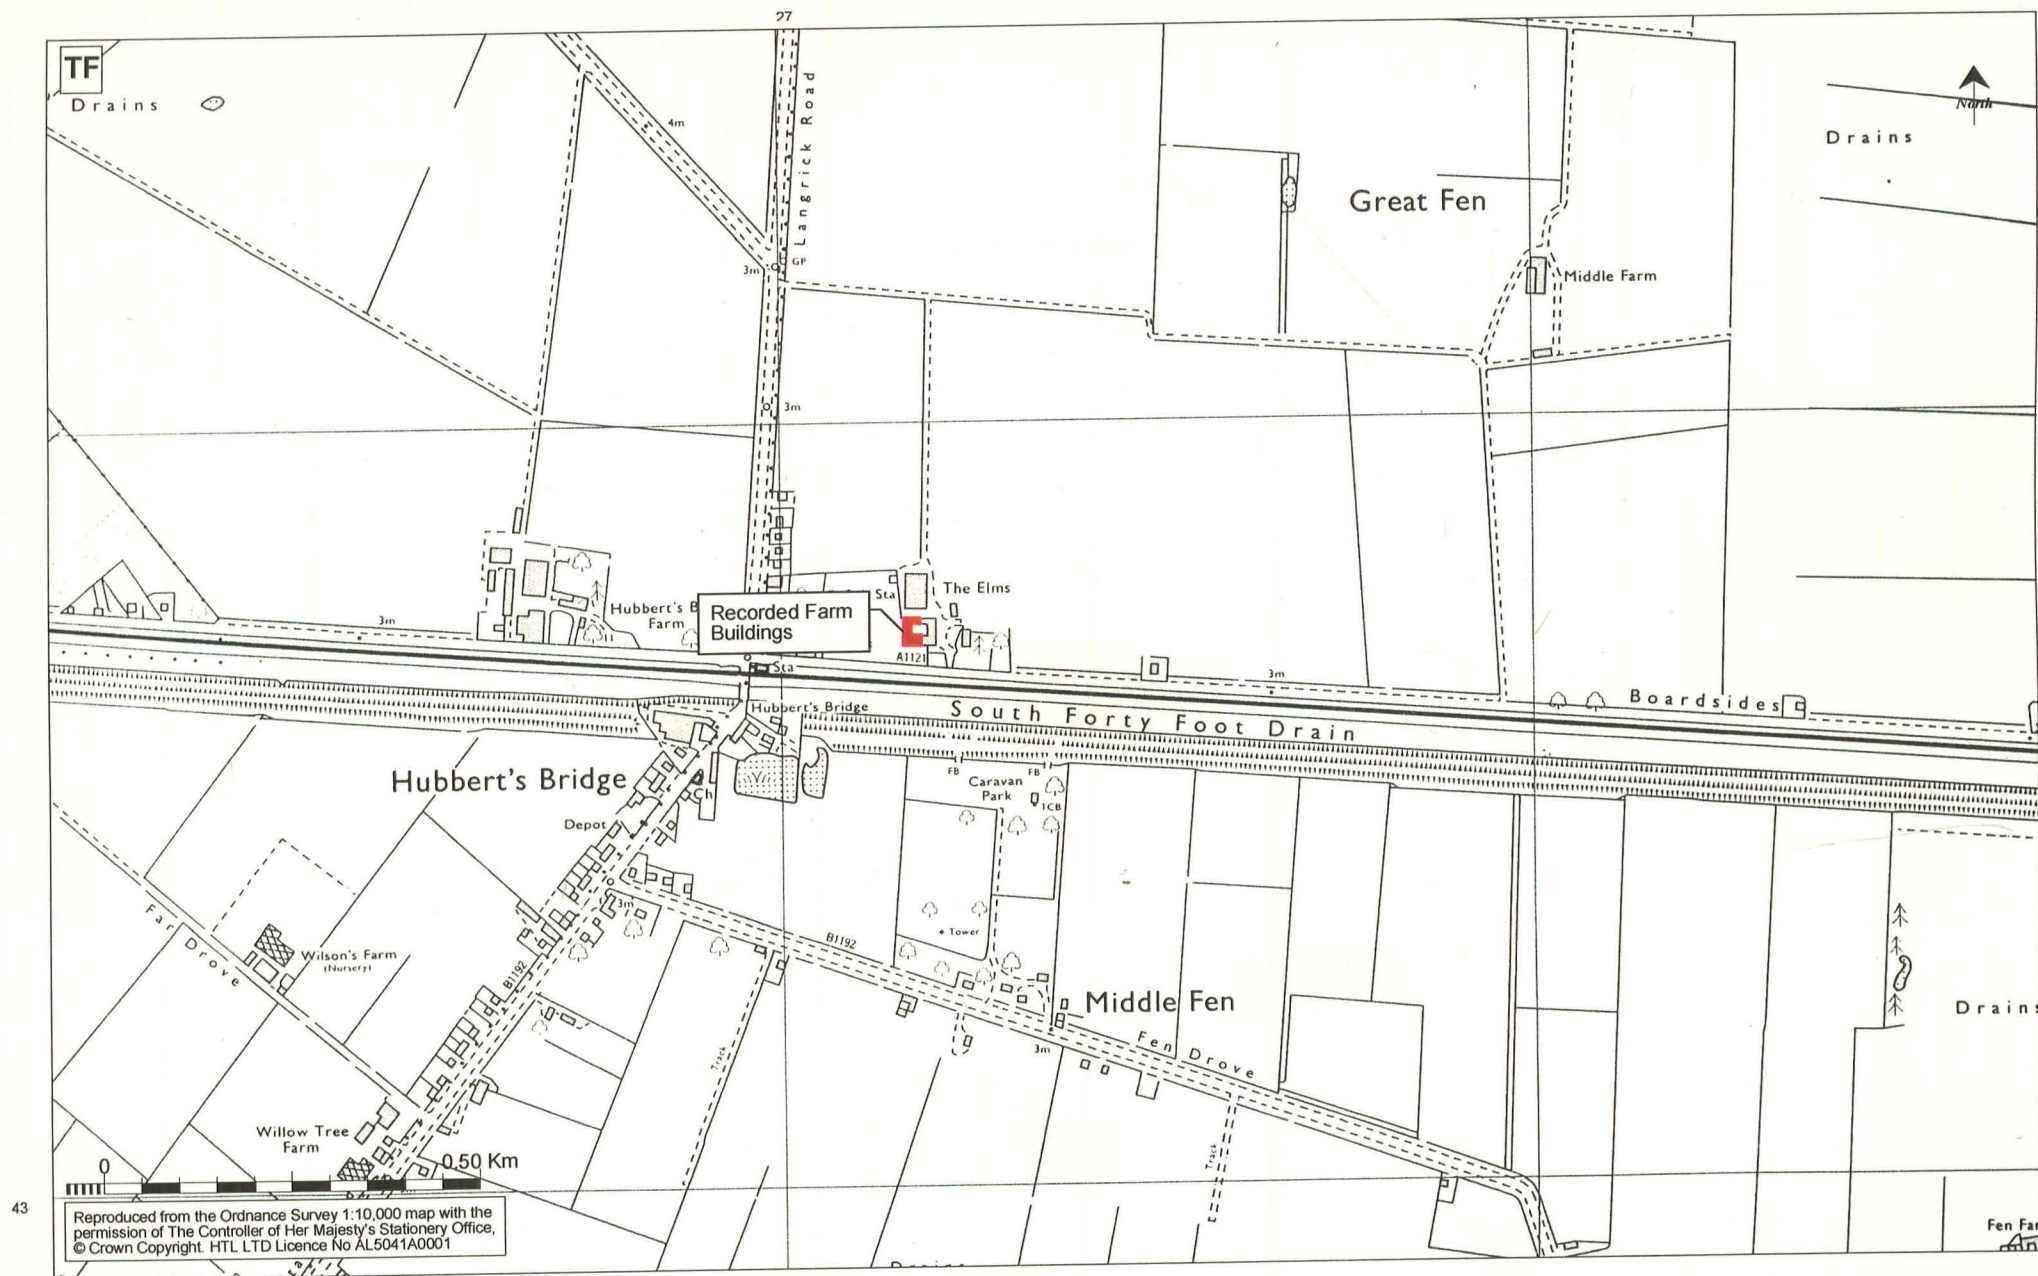 27
TF
Drains
North
4m
Langrick Road
Drains
Great Fen
3m
GP
Middle Farm
3m
The Elms
Sta
Hubbert's B
Farm
Recorded Farm
Buildings
3m
A1121
Sta
3m
Boardsides
Hubbert's Bridge
South Forty Foot Drain
Hubbert's Bridge
FB
FB
Caravan
Park
TCB
Ch
Depot
3m
Far Drove
Tower
B1192
Wilson's Farm
(Nursery)
B1192
Middle Fen
Drains
3m
Fen Drove
Track
Willow Tree
Farm
Track
0
0.50 Km
43
Reproduced from the Ordnance Survey 1:10,000 map with the
permission of The Controller of Her Majesty's Stationery Office,
© Crown Copyright. HTL LTD Licence No AL5041A0001
Fen Far